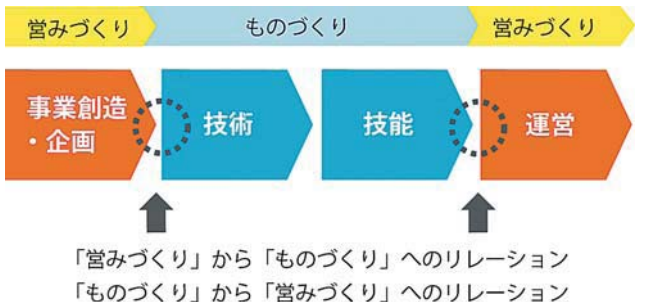 営みづくり
ものづくり
営みづくり
事業創造
・企画
技術
技能
運営
「営みづくり」から「ものづくり」へのリレーション
「ものづくり」から「営みづくり」へのリレーション